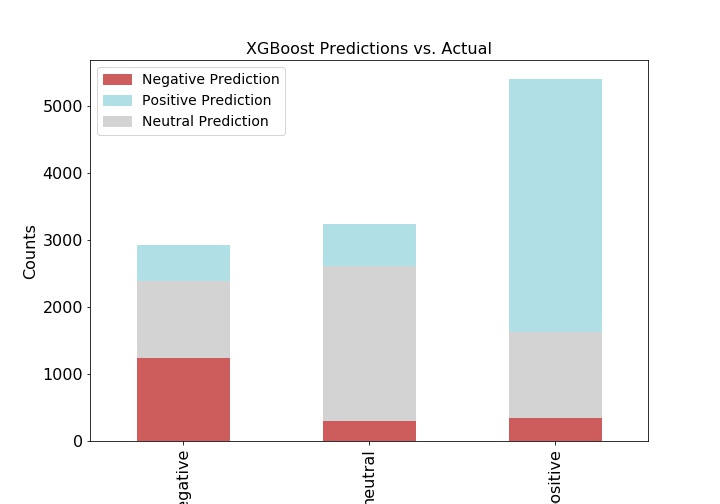 XGBoost Predictions vs. Actual
Negative Prediction
Positive Prediction
Neutral Prediction
Counts
5000
4000
3000
2000
1000
0
egative
eutral
ositive